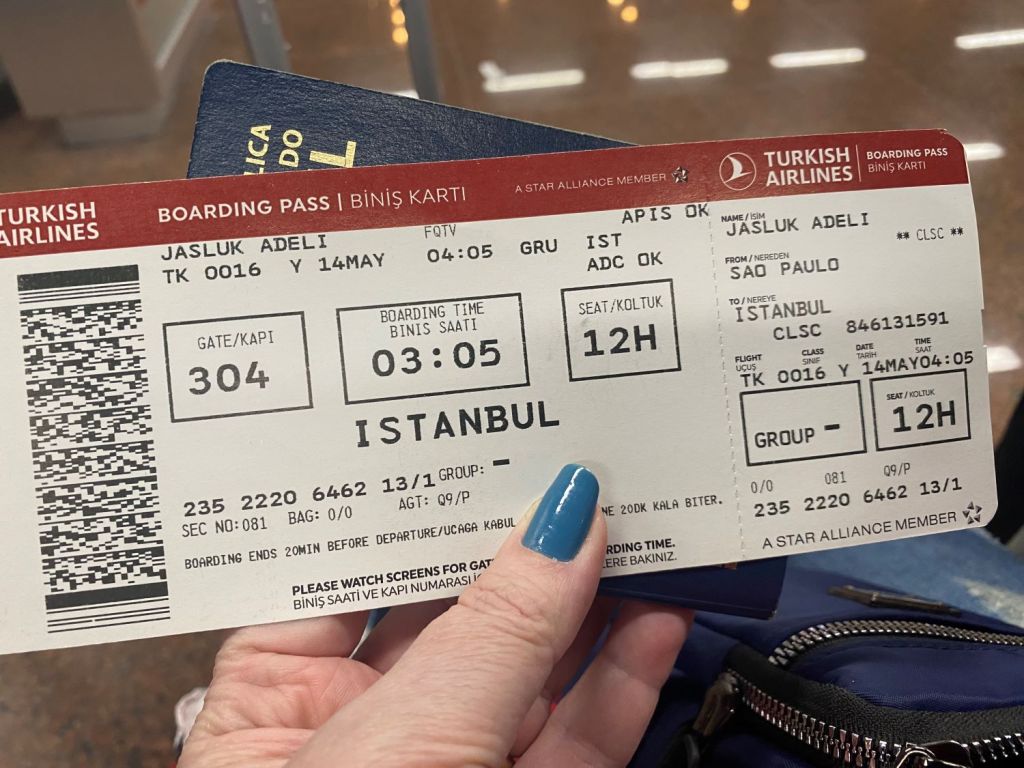 LICA
DO
L
TURKISH
AIRLINES
BOARDING PASS | BİNİŞ KARTI
A STAR ALLIANCE MEMBER
JASLUK ADELI
FQTV
APIS OK
TK 0016 Y 14MAY 04:05 GRU IST
ADC OK
GATE/KAPI
304
BOARDING TIME
BINIS SAATI
03:05
SEAT/KOLTUK
12H
ISTANBUL
235 2220 6462 13/1 GROUP: -
SEC NO:081 BAG: 0/0 AGT: Q9/P
BOARDING ENDS 20MIN BEFORE DEPARTURE/UCAGA KABUL NE 20DK KALA BITER.
PLEASE WATCH SCREENS FOR GAT RDING TIME.
BİNİŞ SAATİ VE KAPI NUMARASI İÇ LERE BAKINIZ.
TURKISH
AIRLINES
BOARDING PASS
BİNİŞ KARTI
NAME / İSİM
JASLUK ADELI
** CLSC **
FROM / NEREDEN
SAO PAULO
TO / NEREYE
ISTANBUL
CLSC 846131591
FLIGHT CLASS DATE TIME
UÇUŞ SINIF TARİH SAAT
TK 0016 Y 14MAY04:05
GROUP -
SEAT / KOLTUK
12H
0/0 081 Q9/P
235 2220 6462 13/1
A STAR ALLIANCE MEMBER